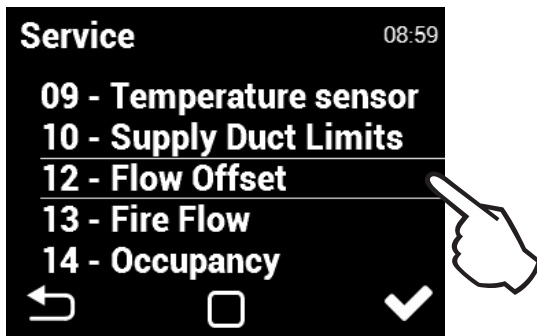 Service 08:59
09 - Temperature sensor
10 - Supply Duct Limits
12 - Flow Offset
13 - Fire Flow
14 - Occupancy